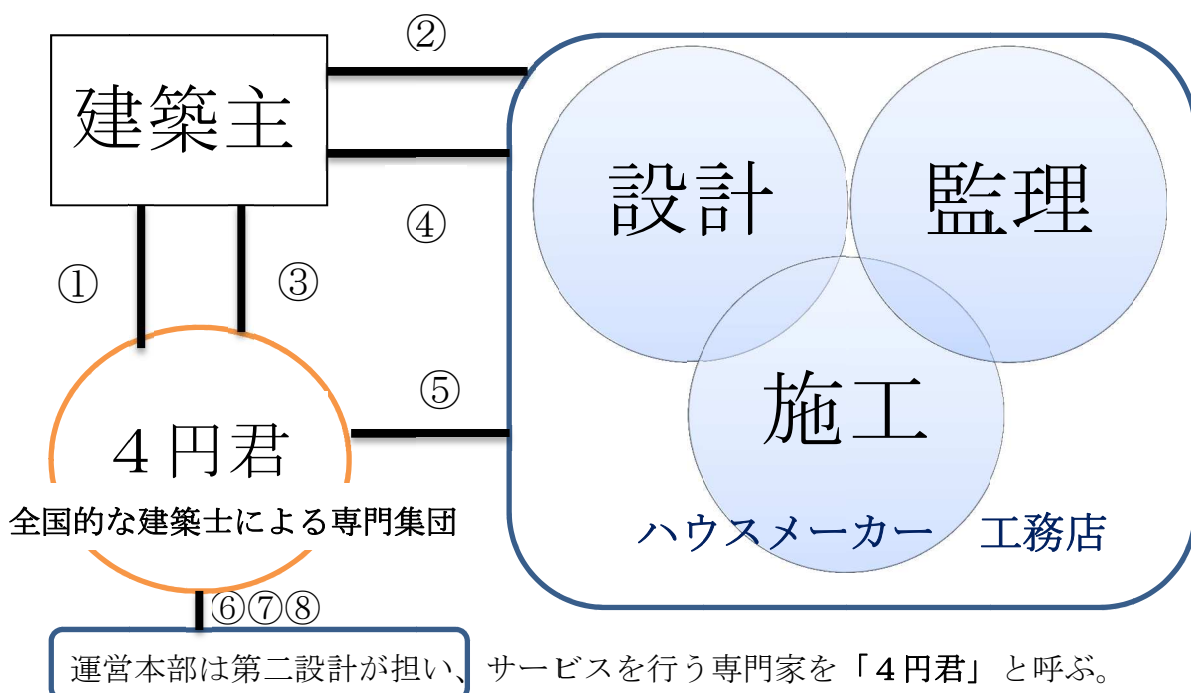 ②
建築主
設計
監理
④
①
③
施工
⑤
４円君
全国的な建築士による専門集団
ハウスメーカー　工務店
⑥⑦⑧
運営本部は第二設計が担い、サービスを行う専門家を「４円君」と呼ぶ。